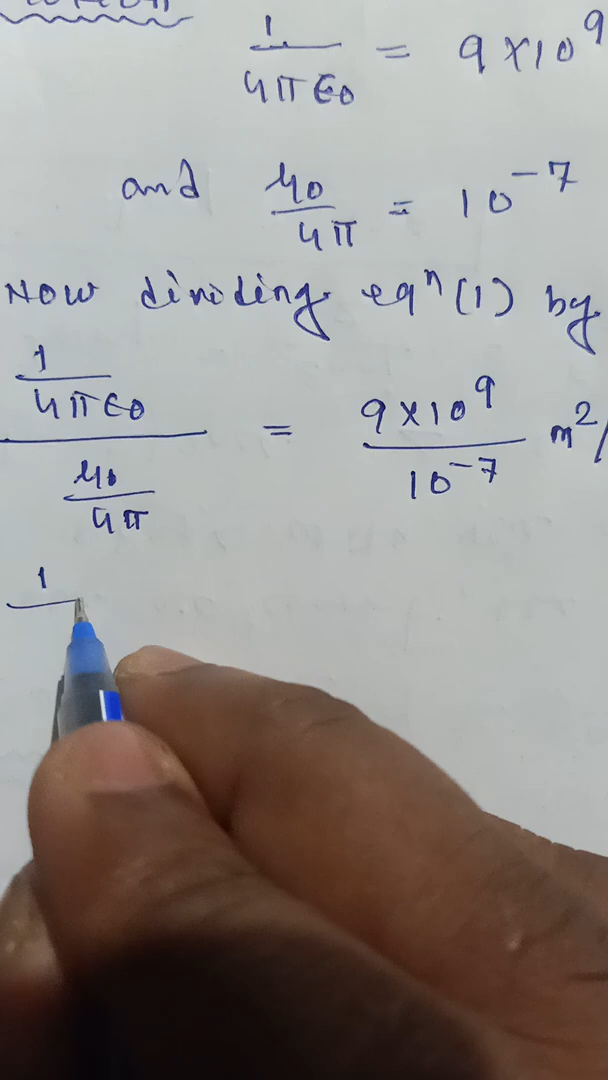 1/4πε0 = 9×10^9
and μ0/4π = 10^-7
Now dividing eqn (1) by
(1/4πε0)/(μ0/4π) = (9×10^9)/(10^-7) m²/
1